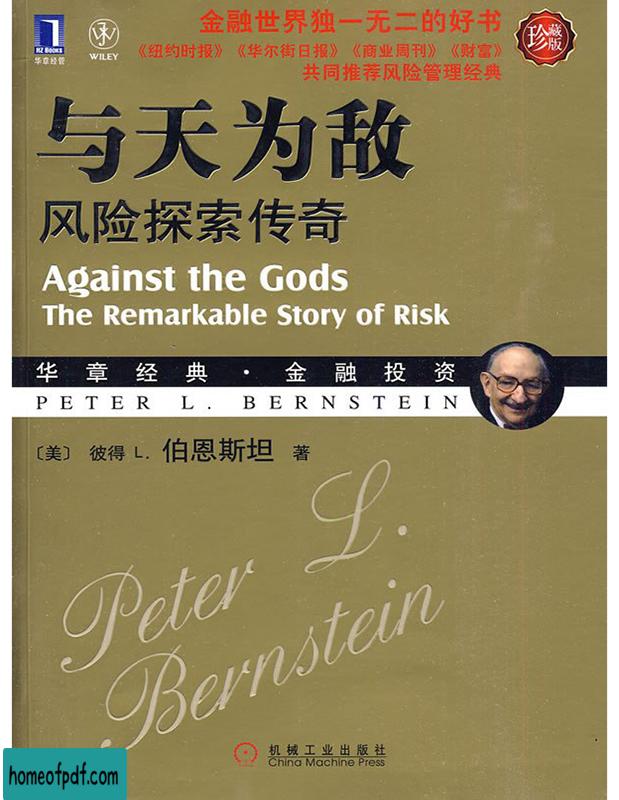 金融世界独一无二的好书
《纽约时报》《华尔街日报》《商业周刊》《财富》
共同推荐风险管理经典
珍藏版
HZ Books
华章经管
WILEY
与天为敌
风险探索传奇
Against the Gods
The Remarkable Story of Risk
华章经典·金融投资
PETER L. BERNSTEIN
〔美〕 彼得 L. 伯恩斯坦 著
Peter L.
Bernstein
机械工业出版社
China Machine Press
homeofpdf.com